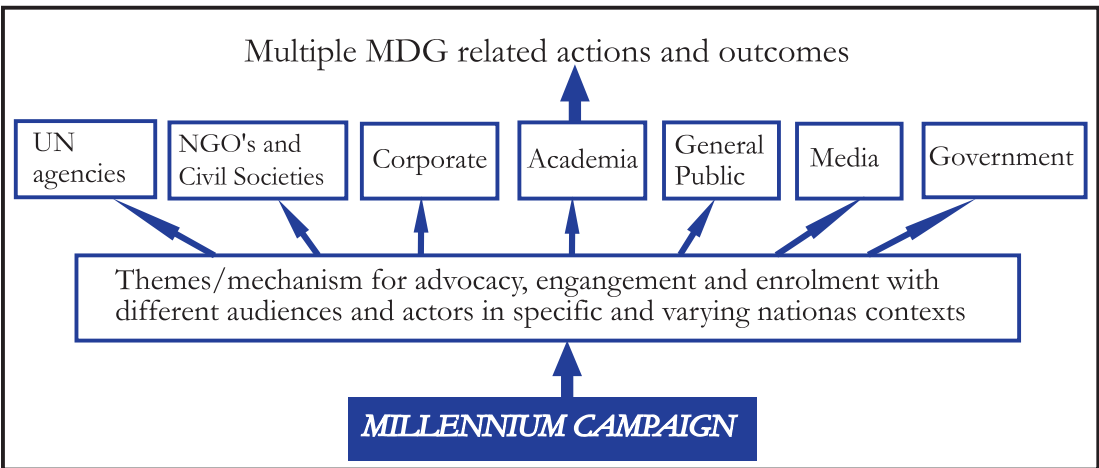 Multiple MDG related actions and outcomes
UN
agencies
NGO's and
Civil Societies
Corporate
Academia
General
Public
Media
Government
Themes/mechanism for advocacy, engangement and enrolment with
different audiences and actors in specific and varying nationas contexts
MILLENNIUM CAMPAIGN